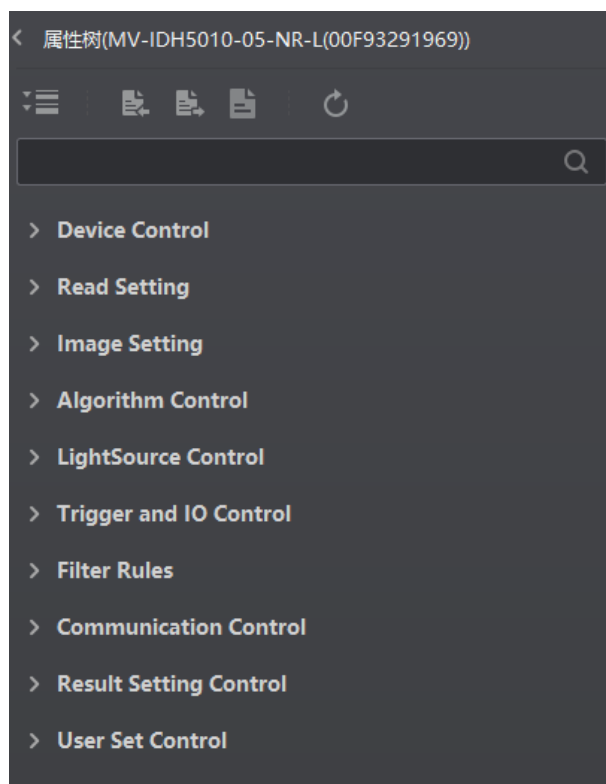 属性树(MV-IDH5010-05-NR-L(00F93291969))
Device Control
Read Setting
Image Setting
Algorithm Control
LightSource Control
Trigger and IO Control
Filter Rules
Communication Control
Result Setting Control
User Set Control